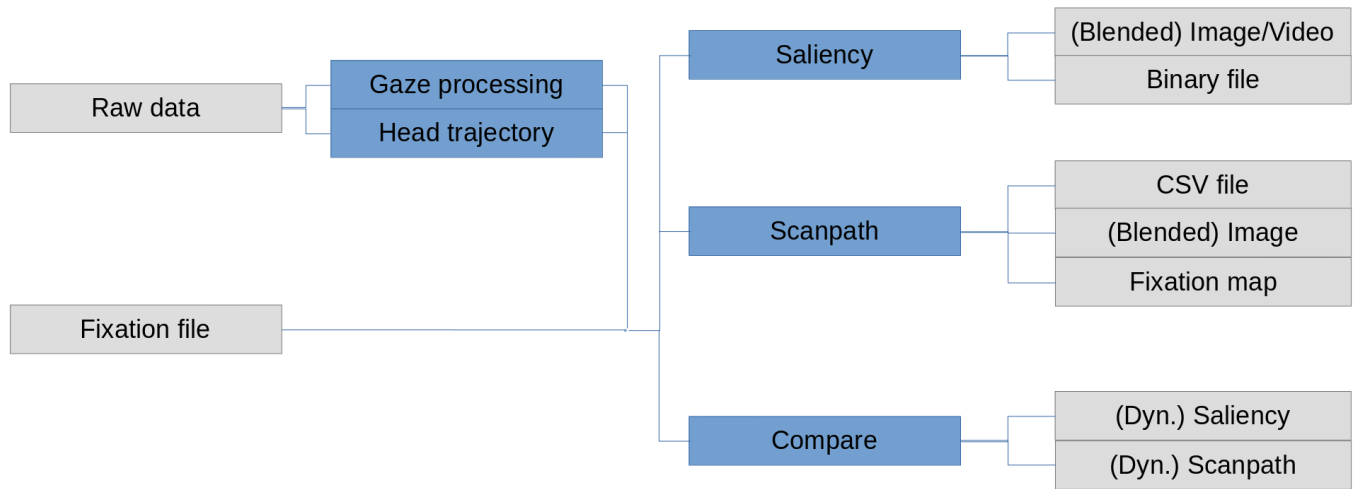 Raw data
Fixation file
Gaze processing
Head trajectory
Saliency
Scanpath
Compare
(Blended) Image/Video
Binary file
CSV file
(Blended) Image
Fixation map
(Dyn.) Saliency
(Dyn.) Scanpath